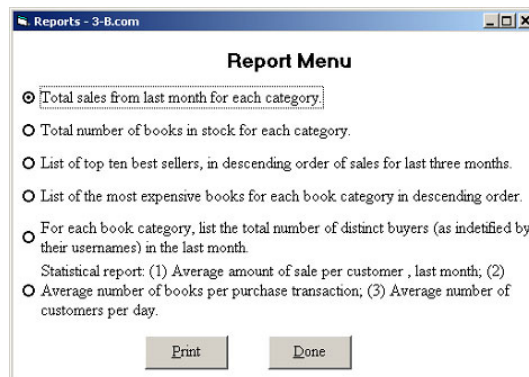 Reports - 3-B.com
Report Menu
Total sales from last month for each category.
Total number of books in stock for each category.
List of top ten best sellers, in descending order of sales for last three months.
List of the most expensive books for each book category in descending order.
For each book category, list the total number of distinct buyers (as indetified by
their usernames) in the last month.
Statistical report: (1) Average amount of sale per customer , last month; (2)
Average number of books per purchase transaction; (3) Average number of
customers per day.
Print
Done